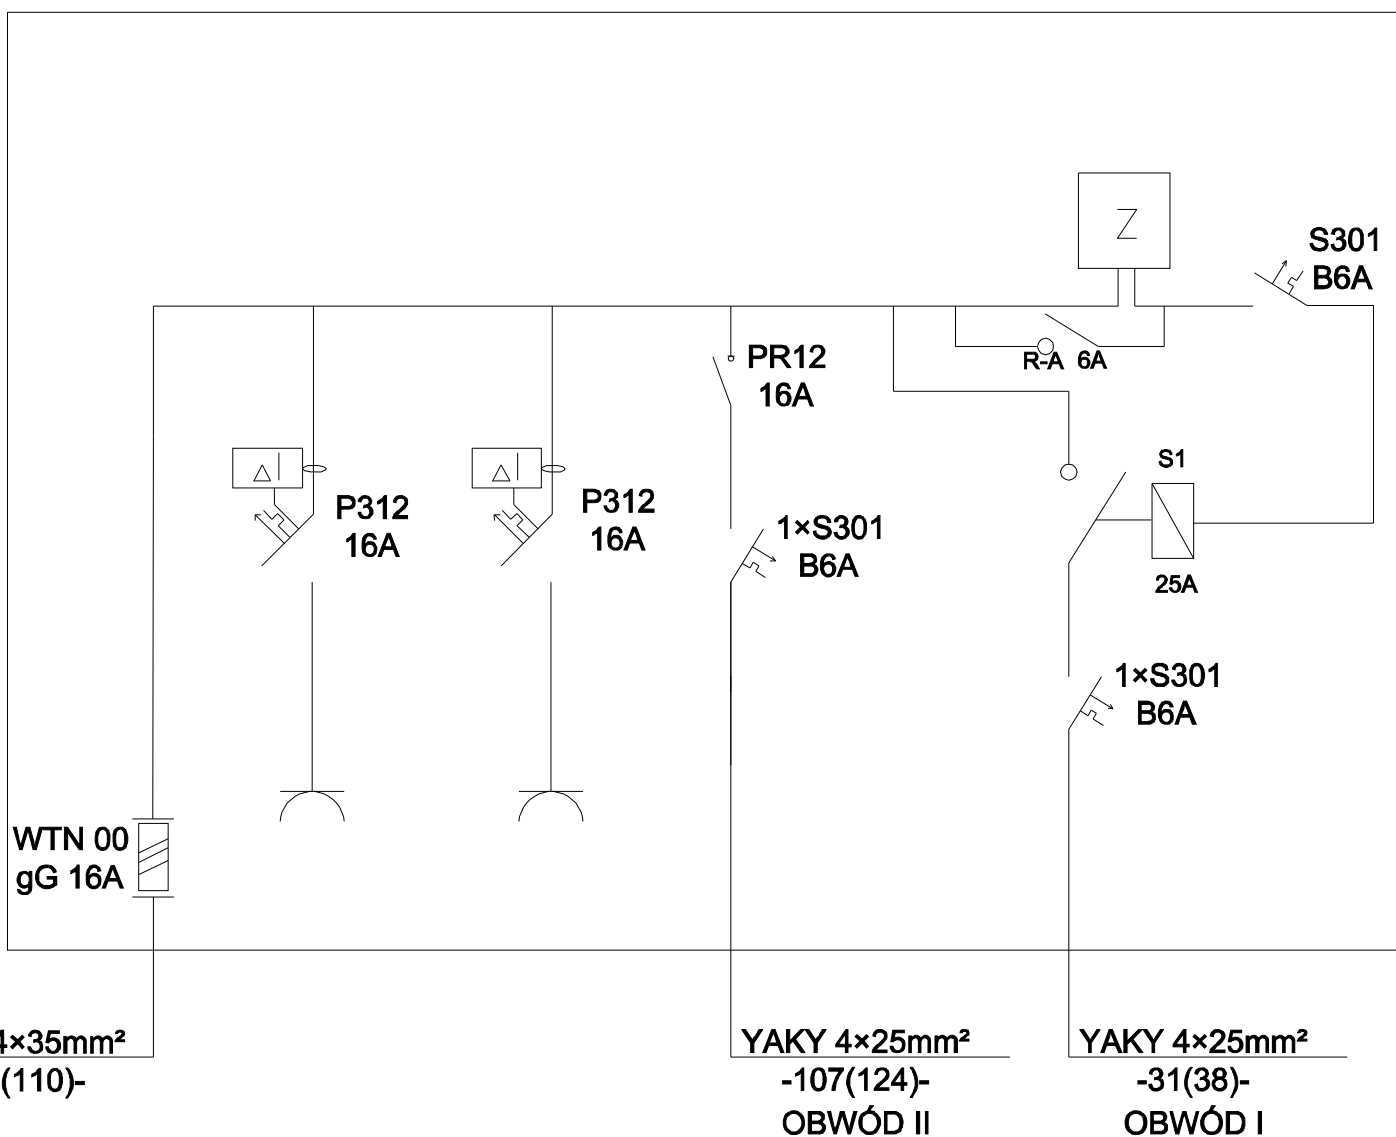 Z
S301
B6A
R-A 6A
PR12
16A
S1
25A
P312
16A
P312
16A
1×S301
B6A
1×S301
B6A
WTN 00
gG 16A
4×35mm²
(110)-
YAKY 4×25mm²
-107(124)-
OBWÓD II
YAKY 4×25mm²
-31(38)-
OBWÓD I